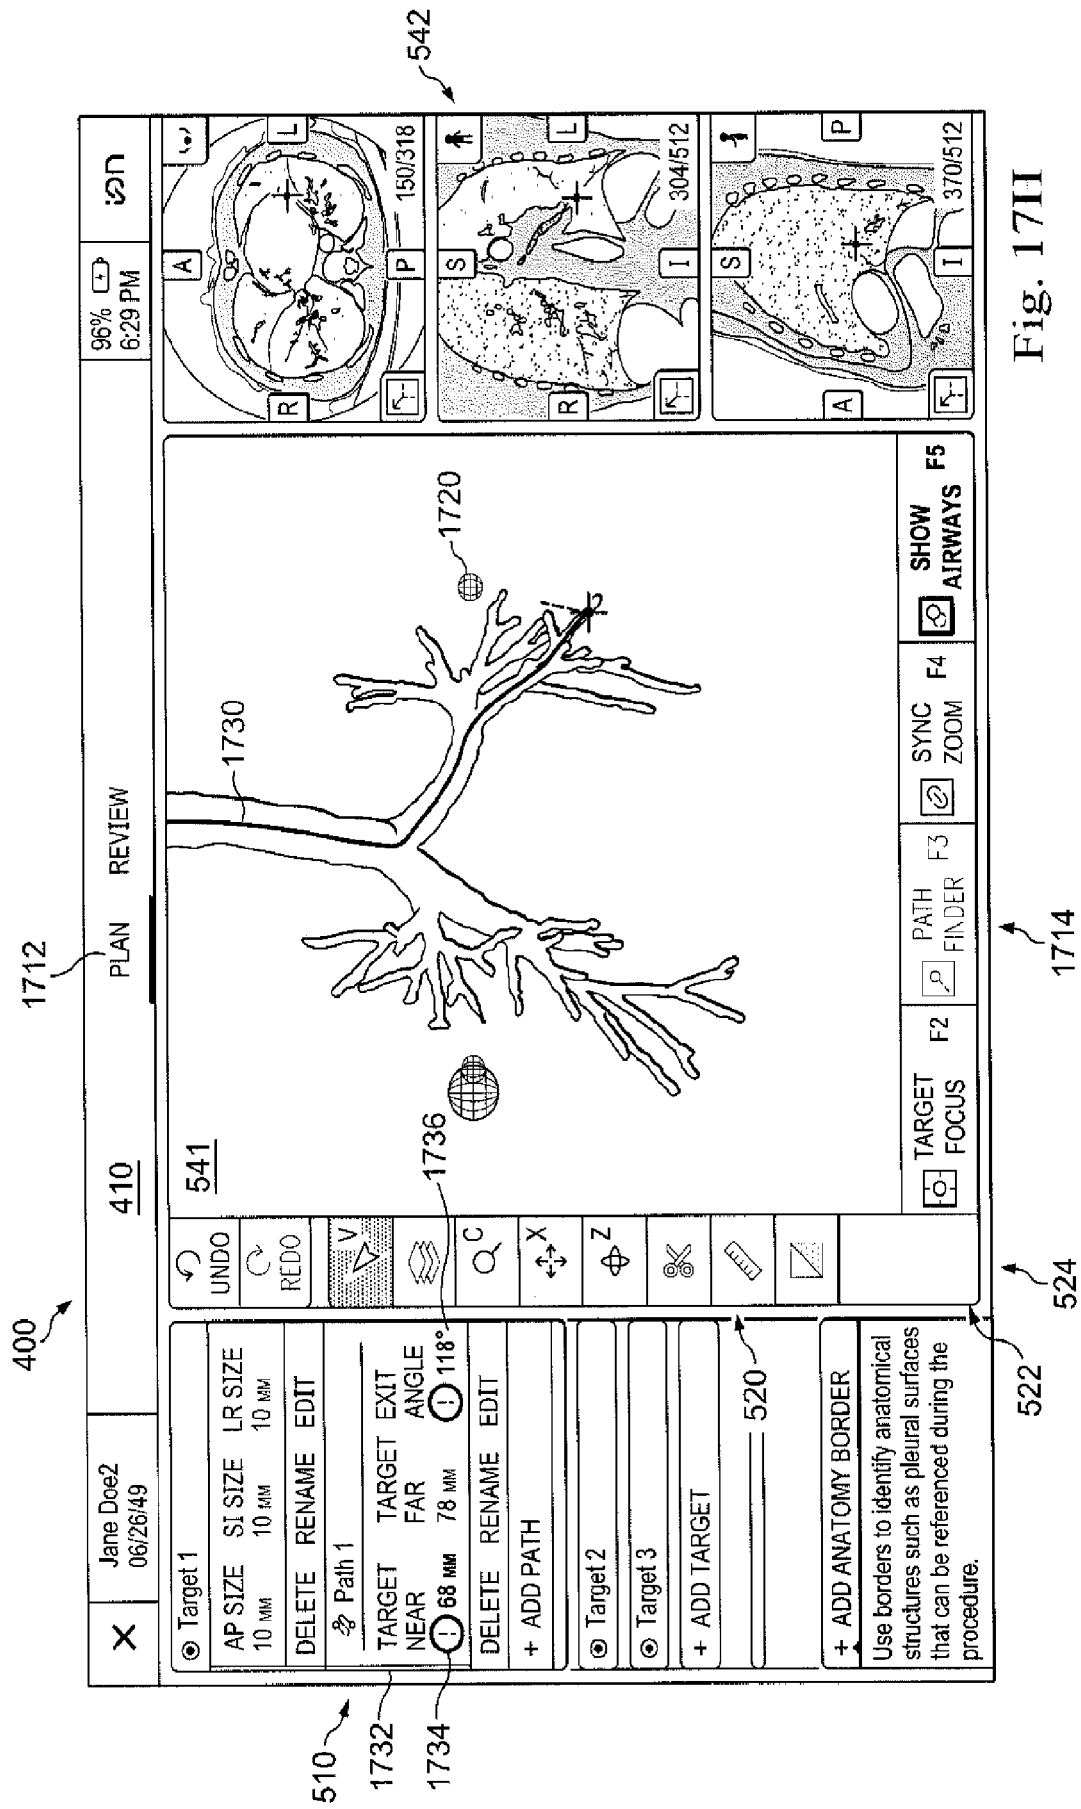 400
1712
X
Jane Doe2
06/26/49
410
PLAN
REVIEW
96%
6:29 PM
Target 1
AP SIZE SI SIZE LR SIZE
10 MM 10 MM 10 MM
DELETE RENAME EDIT
Path 1
TARGET TARGET EXIT
NEAR FAR ANGLE
68 MM 78 MM 118°
DELETE RENAME EDIT
+ ADD PATH
Target 2
Target 3
+ ADD TARGET
+ ADD ANATOMY BORDER
Use borders to identify anatomical
structures such as pleural surfaces
that can be referenced during the
procedure.
510
1732
1734
1736
520
522
524
UNDO
REDO
V
C
X
Z
541
1730
1720
TARGET
FOCUS F2
PATH
FINDER F3
SYNC
ZOOM F4
SHOW
AIRWAYS F5
1714
A
R
L
P
150/318
S
R
L
I
304/512
S
A
P
I
370/512
542
Fig. 17II